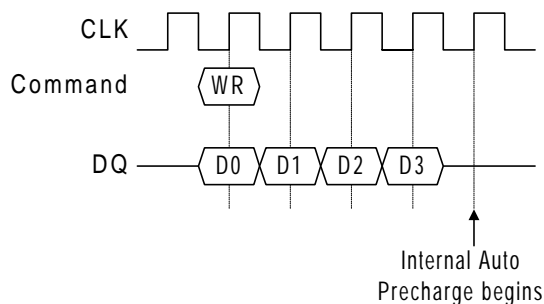 CLK
Command
WR
DQ
D0 D1 D2 D3
Internal Auto
Precharge begins